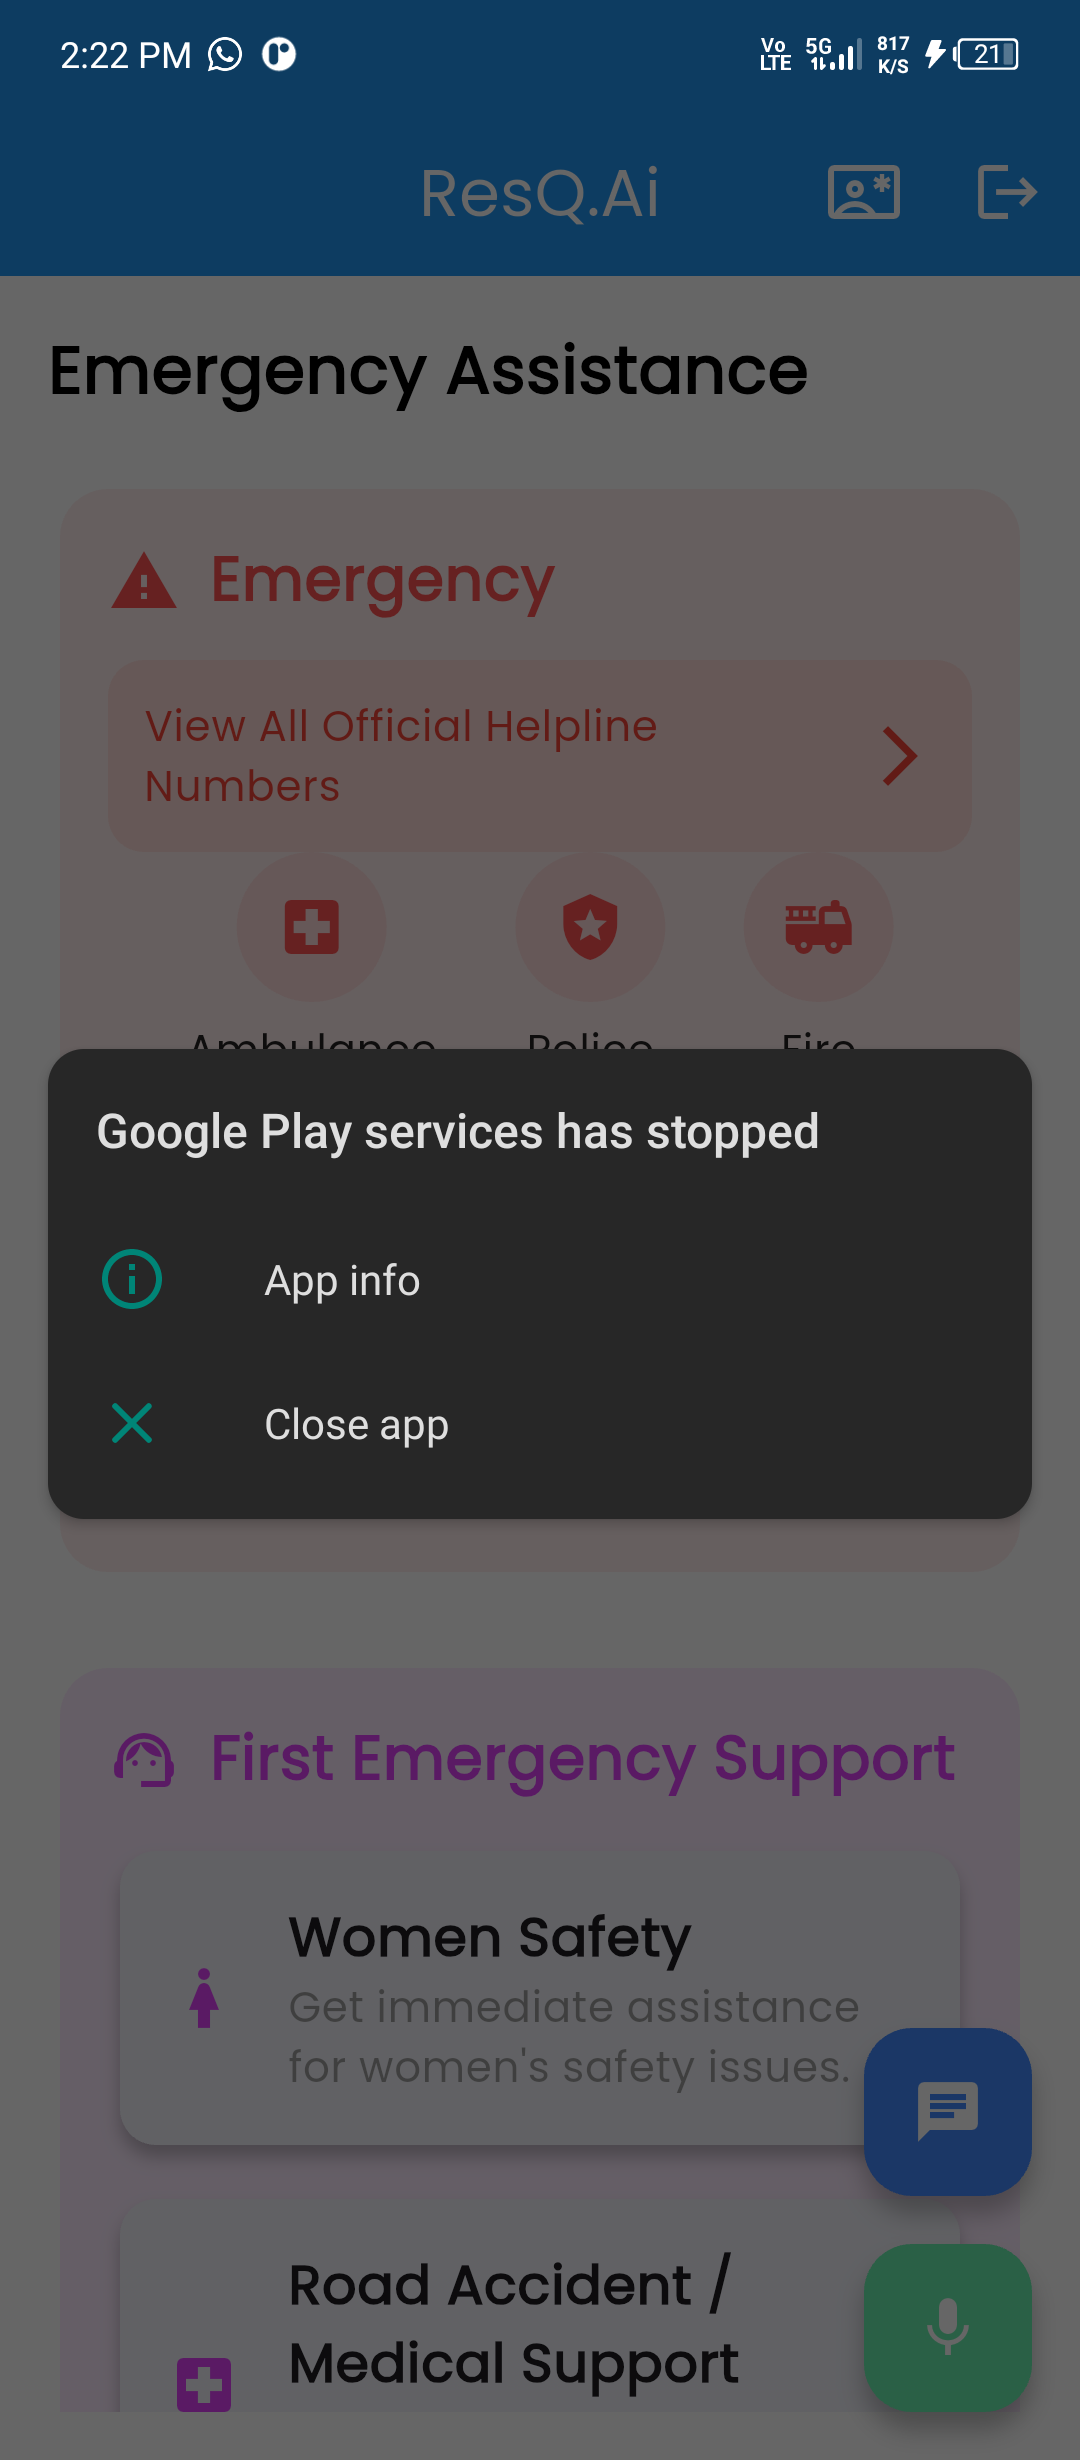 2:22 PM
Vo
LTE
5G
817
K/S
21
ResQ.Ai
Emergency Assistance
Emergency
View All Official Helpline
Numbers
Ambulance Police Fire
Google Play services has stopped
App info
Close app
First Emergency Support
Women Safety
Get immediate assistance
for women's safety issues.
Road Accident /
Medical Support